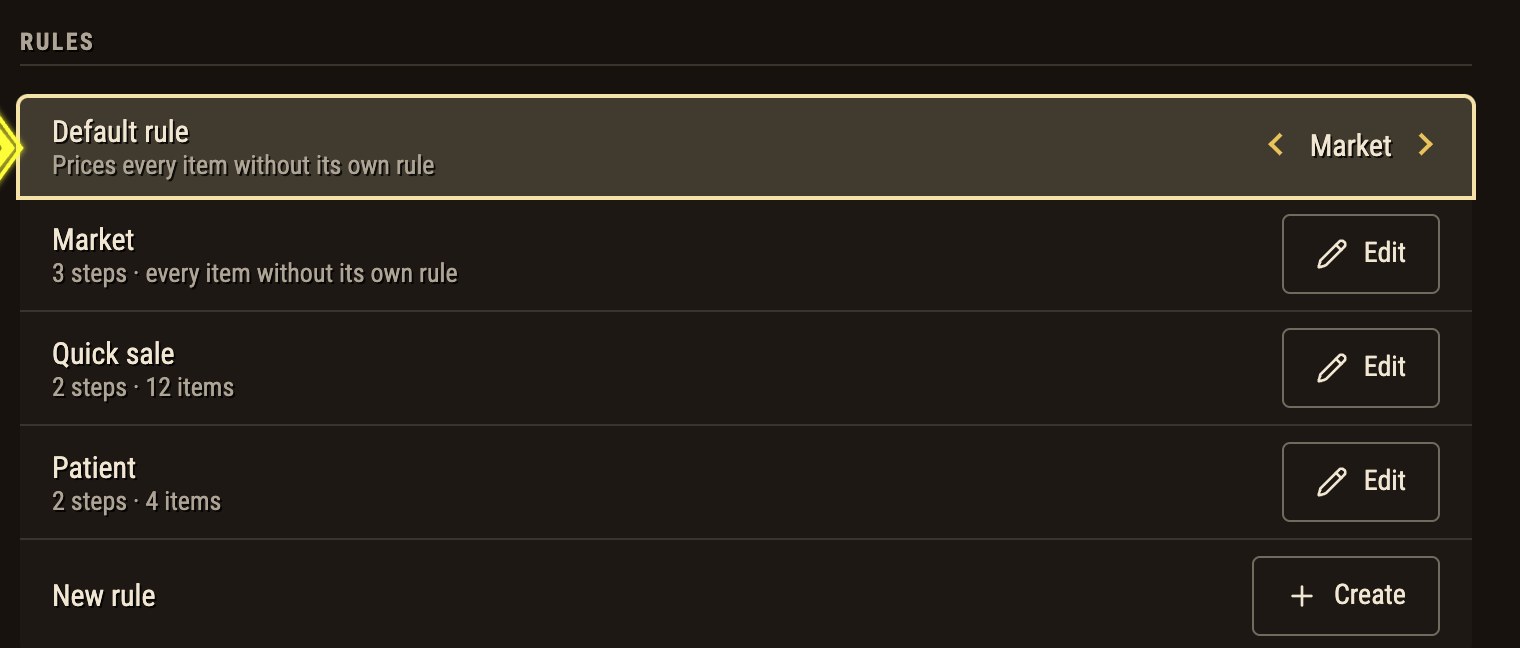 RULES
Default rule
Prices every item without its own rule
Market
Market
3 steps · every item without its own rule
Edit
Quick sale
2 steps · 12 items
Edit
Patient
2 steps · 4 items
Edit
New rule
Create